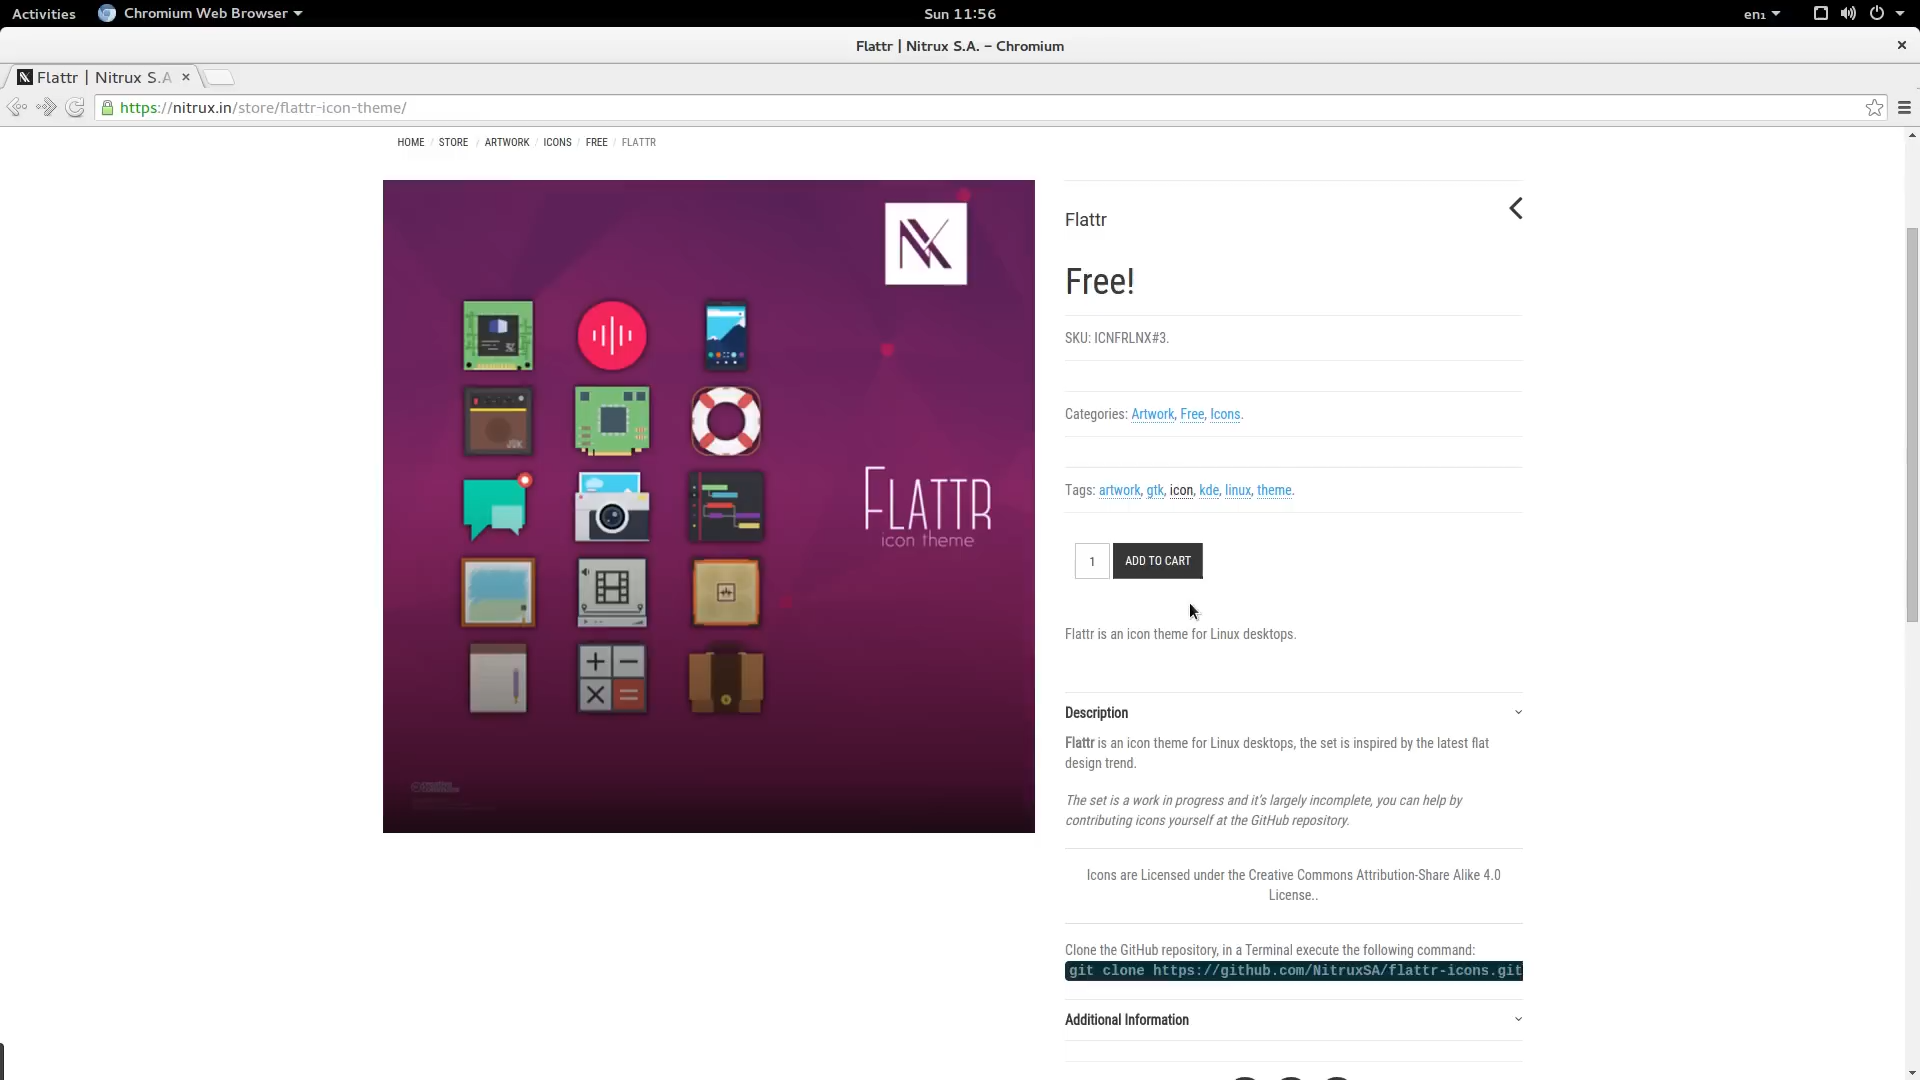 Activities Chromium Web Browser Sun 11:56 en₁
Flattr | Nitrux S.A. – Chromium
Flattr | Nitrux S.A
https://nitrux.in/store/flattr-icon-theme/
HOME / STORE / ARTWORK / ICONS / FREE / FLATTR
Flattr
Free!
SKU: ICNFRLNX#3.
Categories: Artwork, Free, Icons.
Tags: artwork, gtk, icon, kde, linux, theme.
1 ADD TO CART
Flattr is an icon theme for Linux desktops.
FLATTR
icon theme
creative commons
Description
Flattr is an icon theme for Linux desktops, the set is inspired by the latest flat
design trend.
The set is a work in progress and it's largely incomplete, you can help by
contributing icons yourself at the GitHub repository.
Icons are Licensed under the Creative Commons Attribution-Share Alike 4.0
License..
Clone the GitHub repository, in a Terminal execute the following command:
git clone https://github.com/NitruxSA/flattr-icons.git
Additional Information